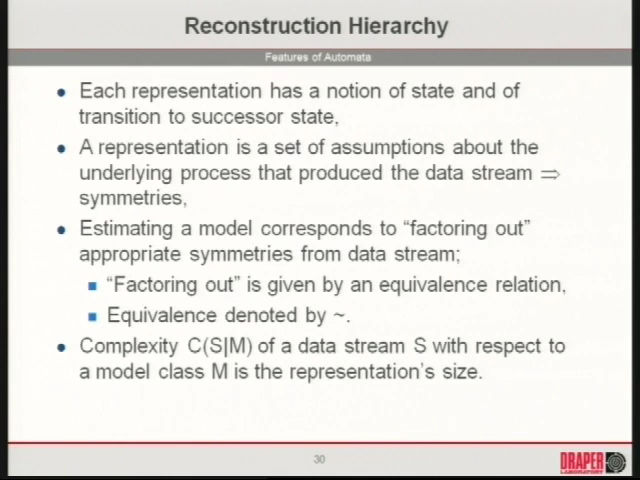 Reconstruction Hierarchy
Features of Automata
• Each representation has a notion of state and of
transition to successor state,
• A representation is a set of assumptions about the
underlying process that produced the data stream ⇒
symmetries,
• Estimating a model corresponds to “factoring out”
appropriate symmetries from data stream;
▪ “Factoring out” is given by an equivalence relation,
▪ Equivalence denoted by ~.
• Complexity C(S|M) of a data stream S with respect to
a model class M is the representation’s size.
30
DRAPER
LABORATORY